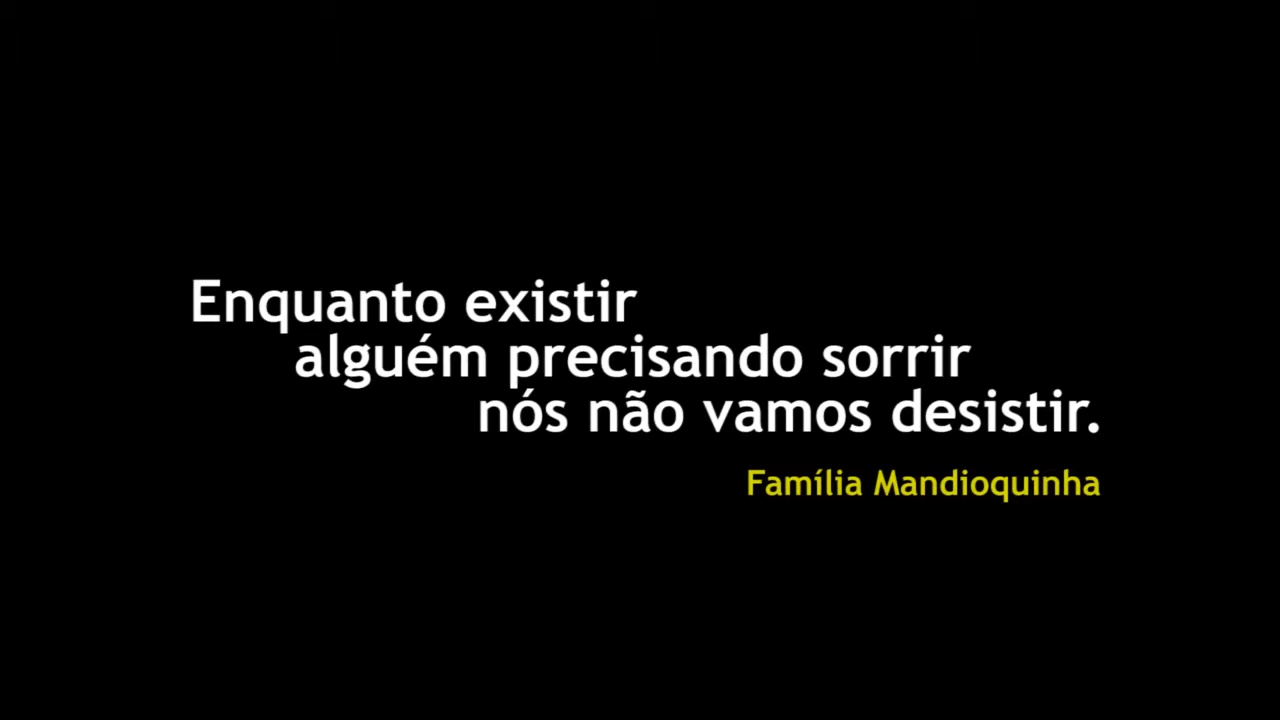 Enquanto existir
alguém precisando sorrir
nós não vamos desistir.
Família Mandioquinha